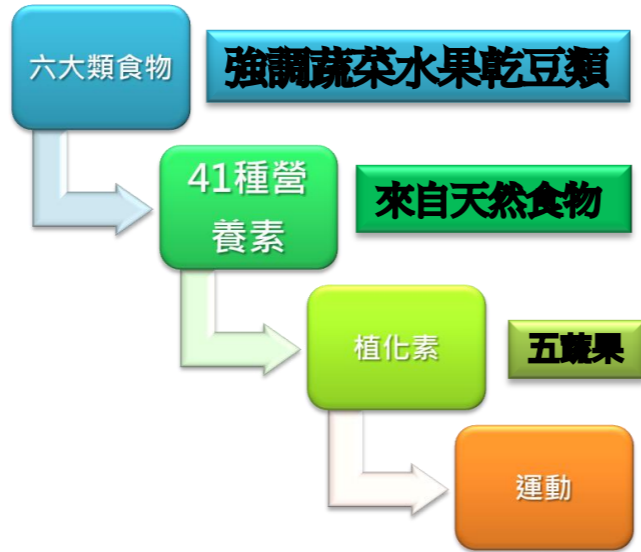 六大類食物
強調蔬菜水果乾豆類
41種營
養素
來自天然食物
植化素
五蔬果
運動